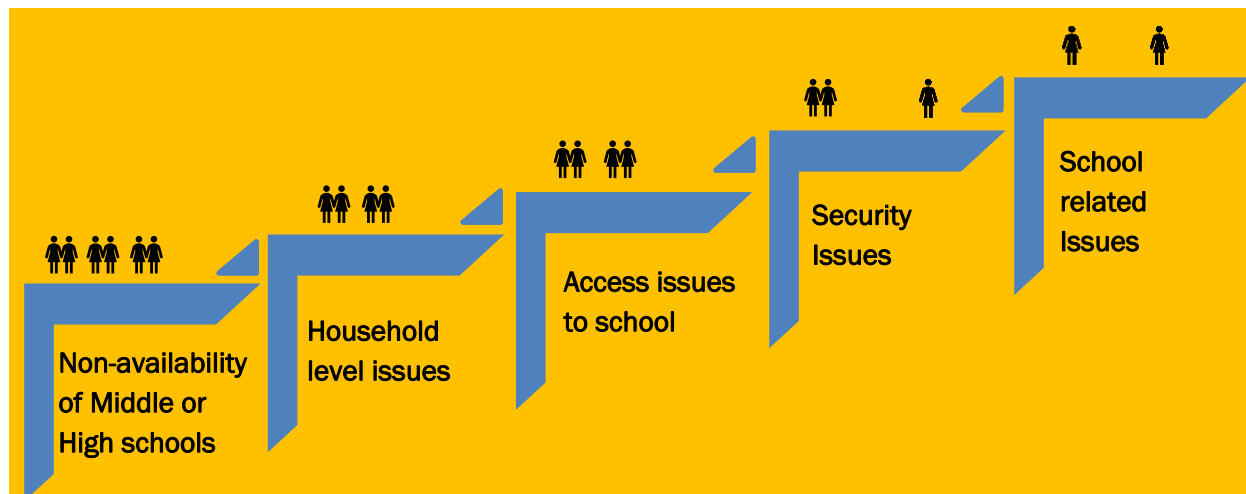 Non-availability
of Middle or
High schools
Household
level issues
Access issues
to school
Security
Issues
School
related
Issues